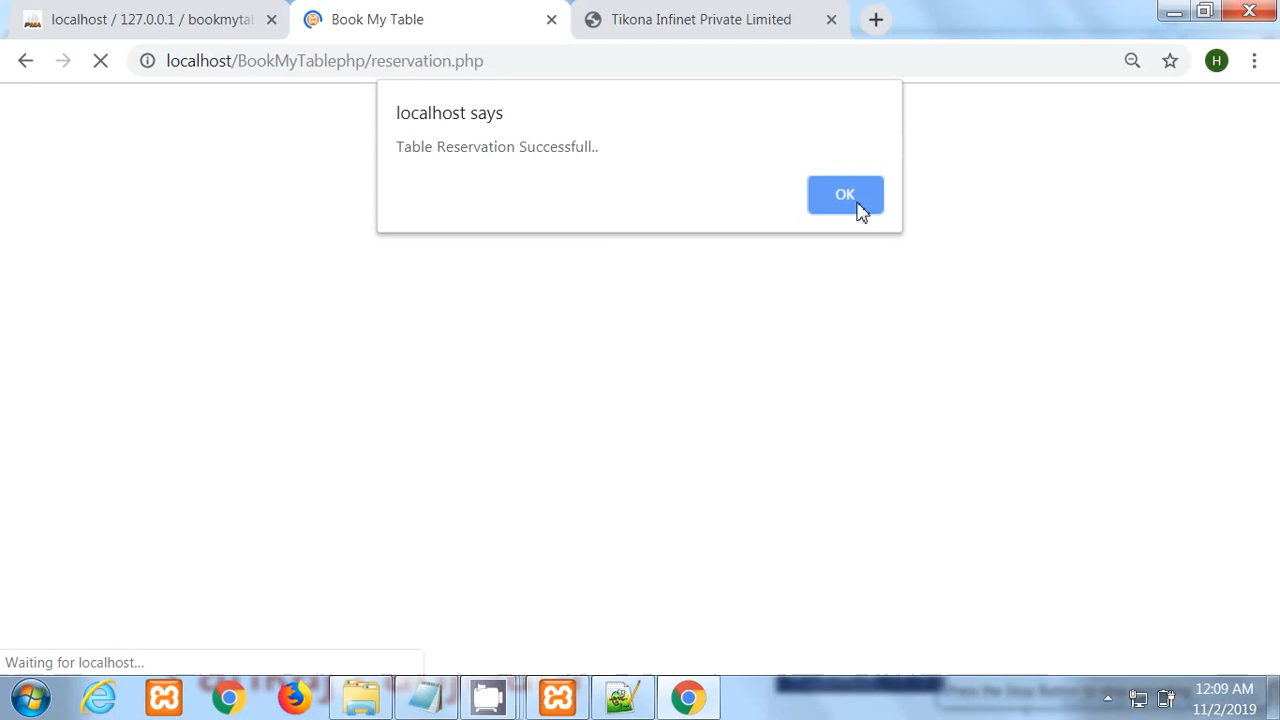 localhost / 127.0.0.1 / bookmytab
Book My Table
Tikona Infinet Private Limited
localhost/BookMyTablephp/reservation.php
H
localhost says
Table Reservation Successfull..
OK
Waiting for localhost...
12:09 AM
11/2/2019